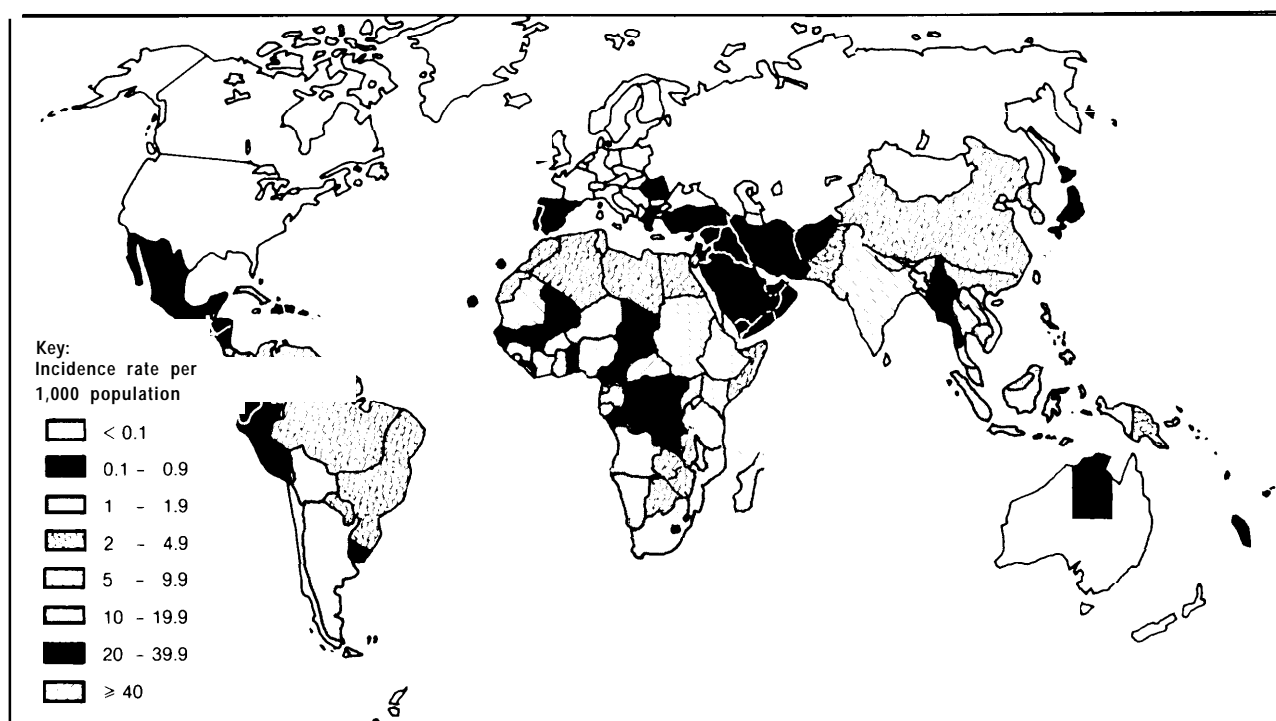 Key:
Incidence rate per
1,000 population
< 0.1
0.1 - 0.9
1 - 1.9
2 - 4.9
5 - 9.9
10 - 19.9
20 - 39.9
≥ 40